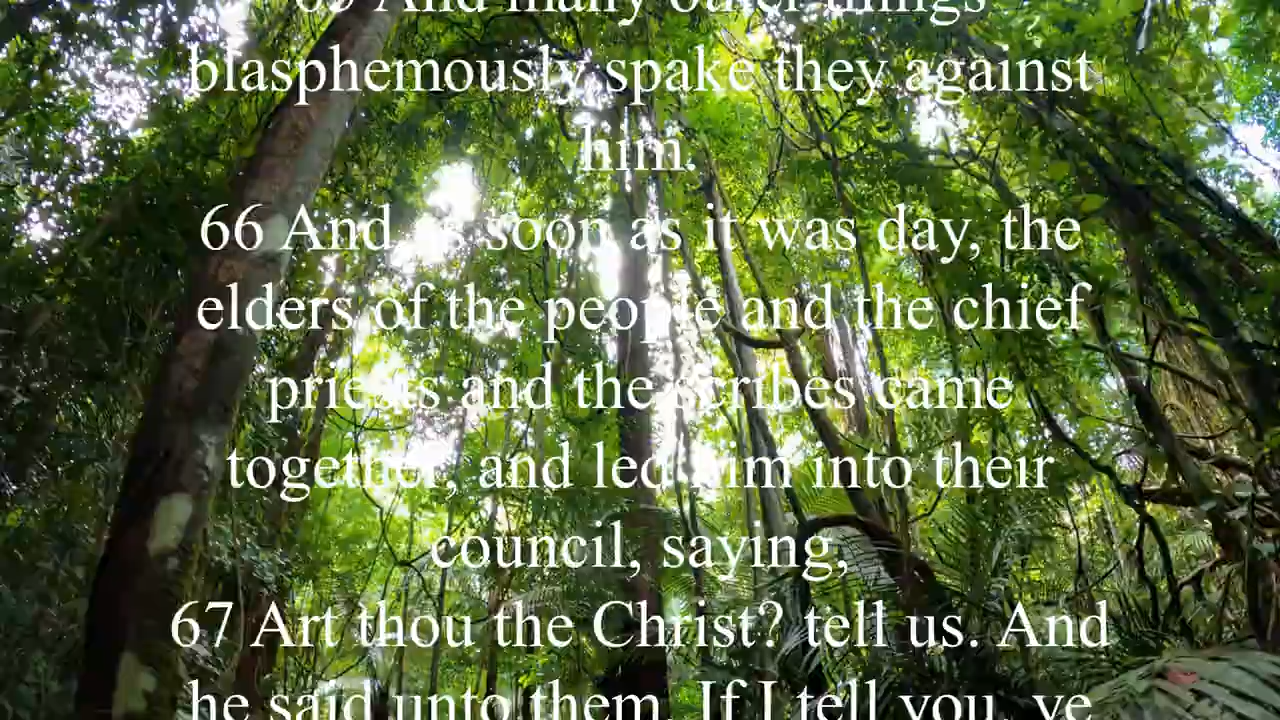 65 And many other things
blasphemously spake they against
him.
66 And as soon as it was day, the
elders of the people and the chief
priests and the scribes came
together, and led him into their
council, saying,
67 Art thou the Christ? tell us. And
he said unto them, If I tell you, ye